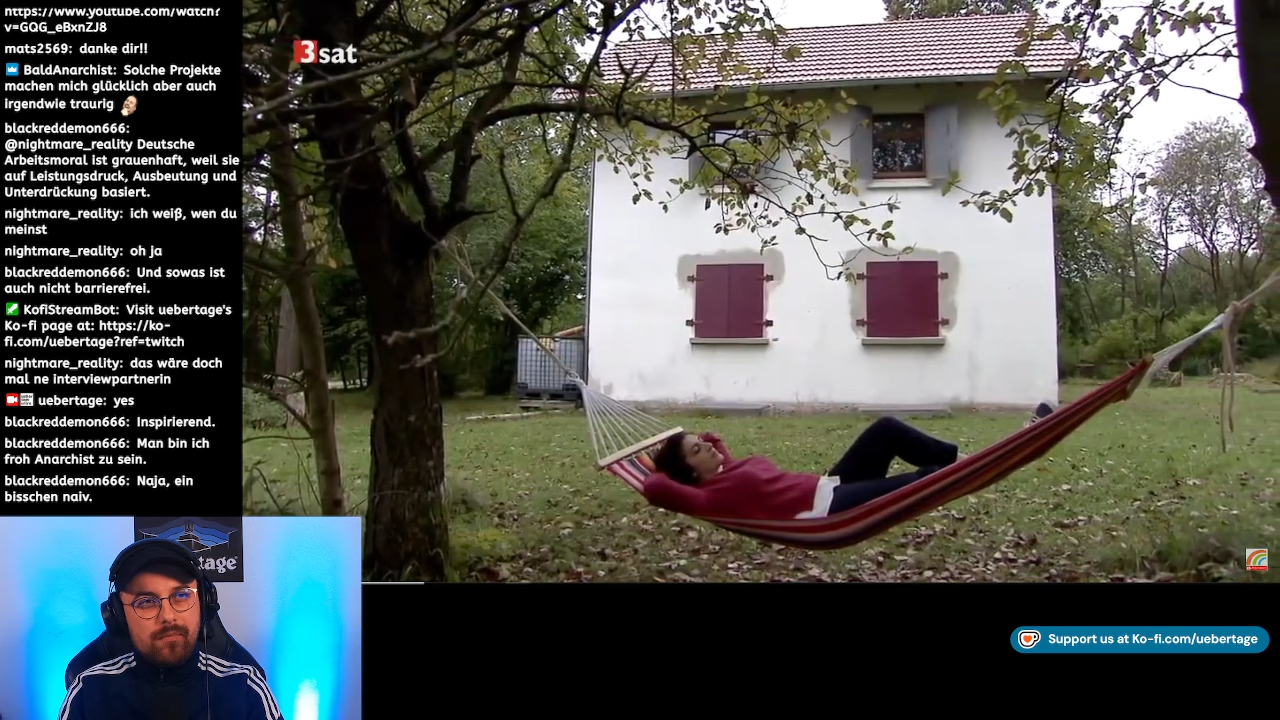 https://www.youtube.com/watch?
v=GQG_eBxnZJ8
mats2569: danke dir!!
BaldAnarchist: Solche Projekte
machen mich glücklich aber auch
irgendwie traurig
blackreddemon666:
@nightmare_reality Deutsche
Arbeitsmoral ist grauenhaft, weil sie
auf Leistungsdruck, Ausbeutung und
Unterdrückung basiert.
nightmare_reality: ich weiß, wen du
meinst
nightmare_reality: oh ja
blackreddemon666: Und sowas ist
auch nicht barrierefrei.
KofiStreamBot: Visit uebertage's
Ko-fi page at: https://ko-
fi.com/uebertage?ref=twitch
nightmare_reality: das wäre doch
mal ne interviewpartnerin
uebertage: yes
blackreddemon666: Inspirierend.
blackreddemon666: Man bin ich
froh Anarchist zu sein.
blackreddemon666: Naja, ein
bisschen naiv.
3sat
tage
Support us at Ko-fi.com/uebertage